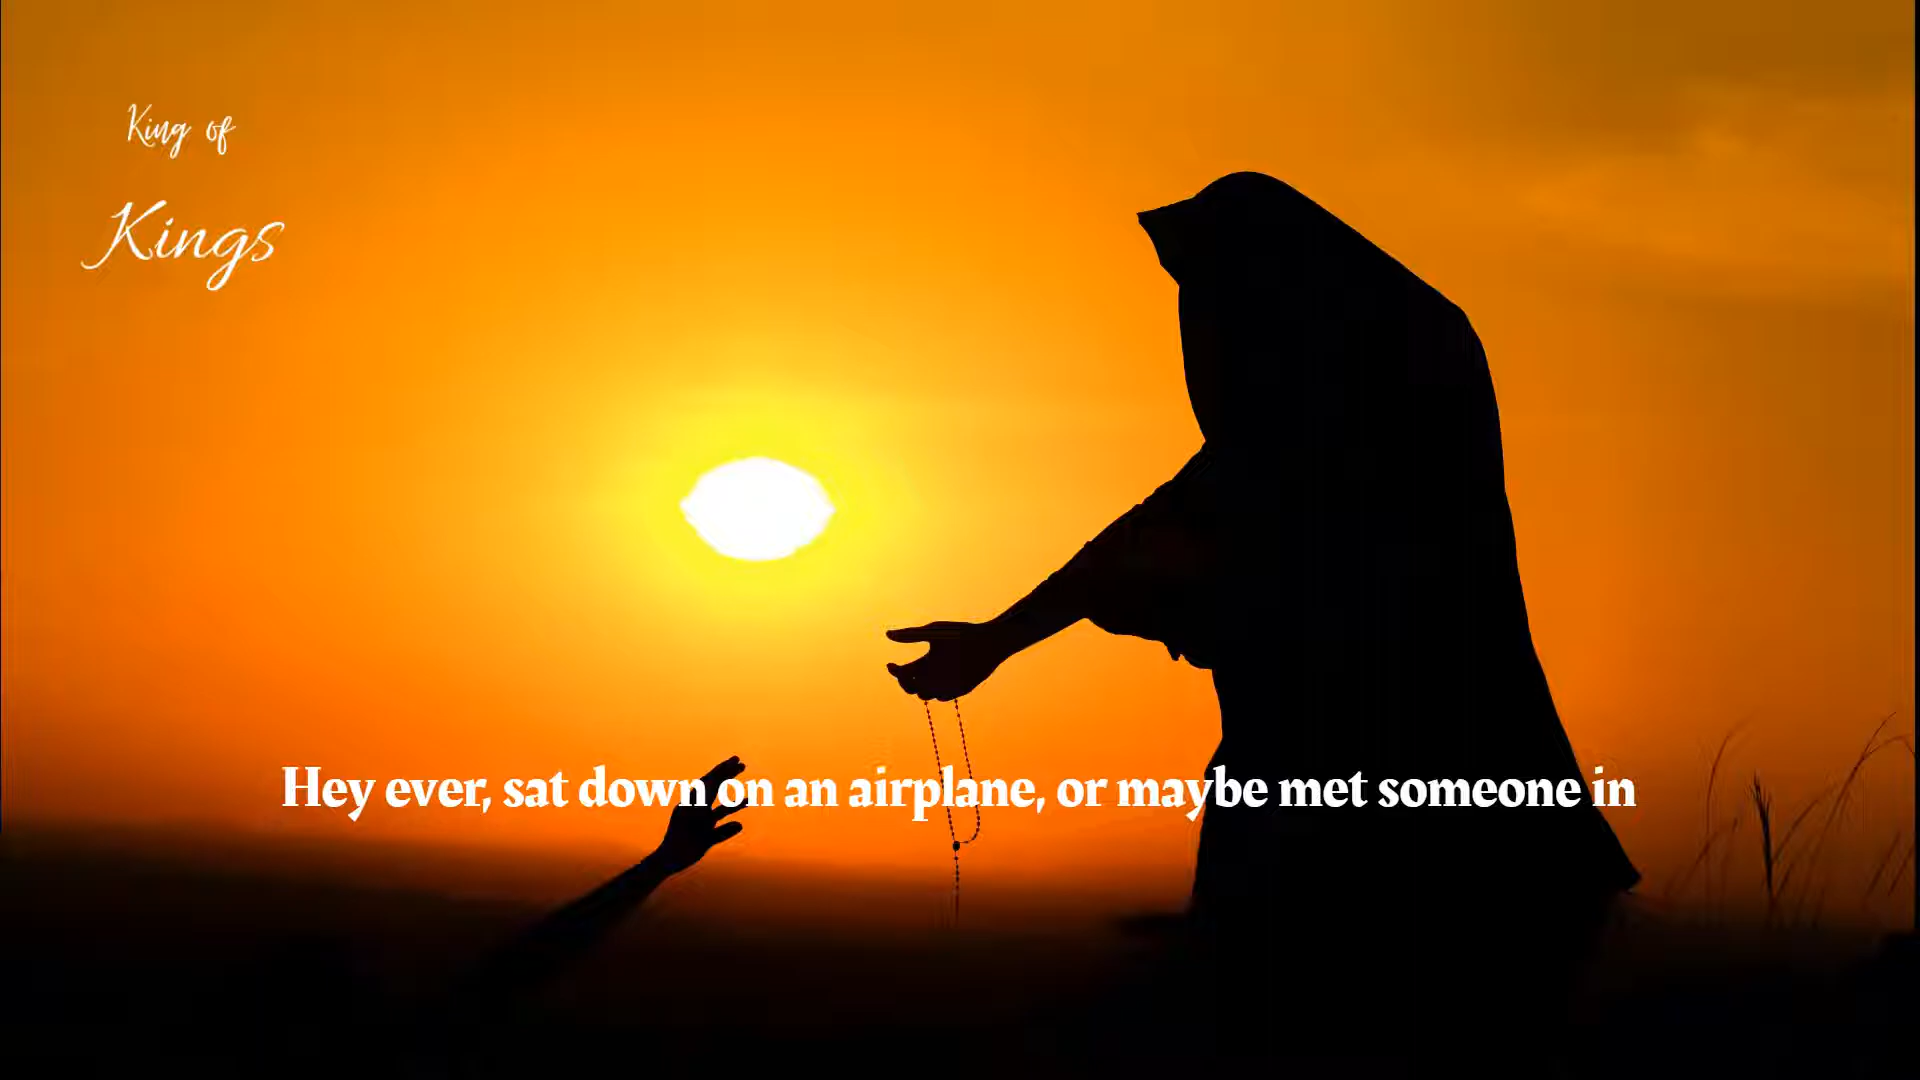 King of
Kings
Hey ever, sat down on an airplane, or maybe met someone in